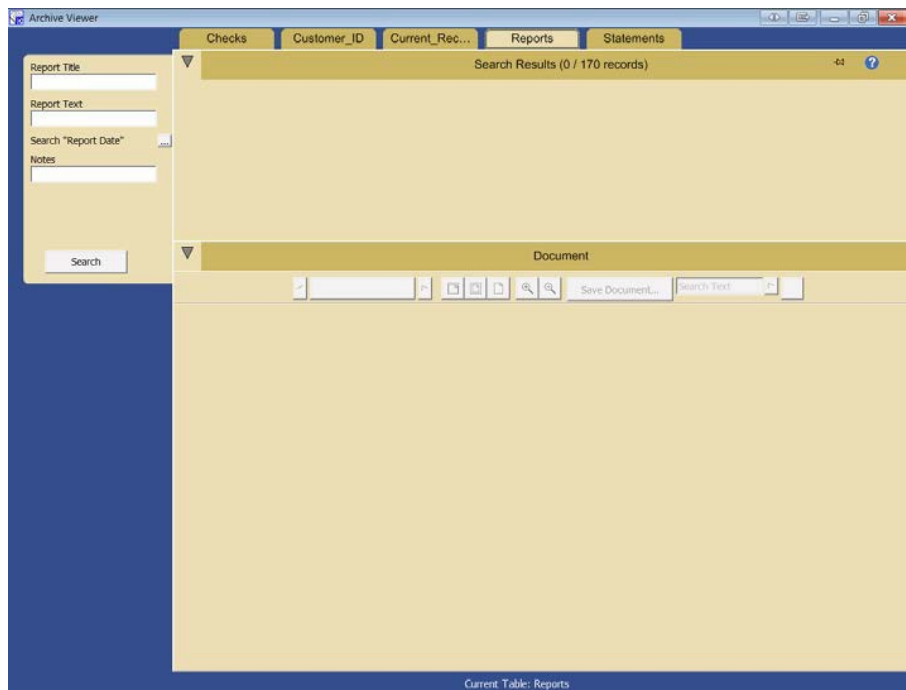 Archive Viewer
Checks
Customer_ID
Current_Rec...
Reports
Statements
Report Title
Report Text
Search "Report Date"
...
Notes
Search
Search Results (0 / 170 records)
?
Document
Save Document...
Search Text
Current Table: Reports